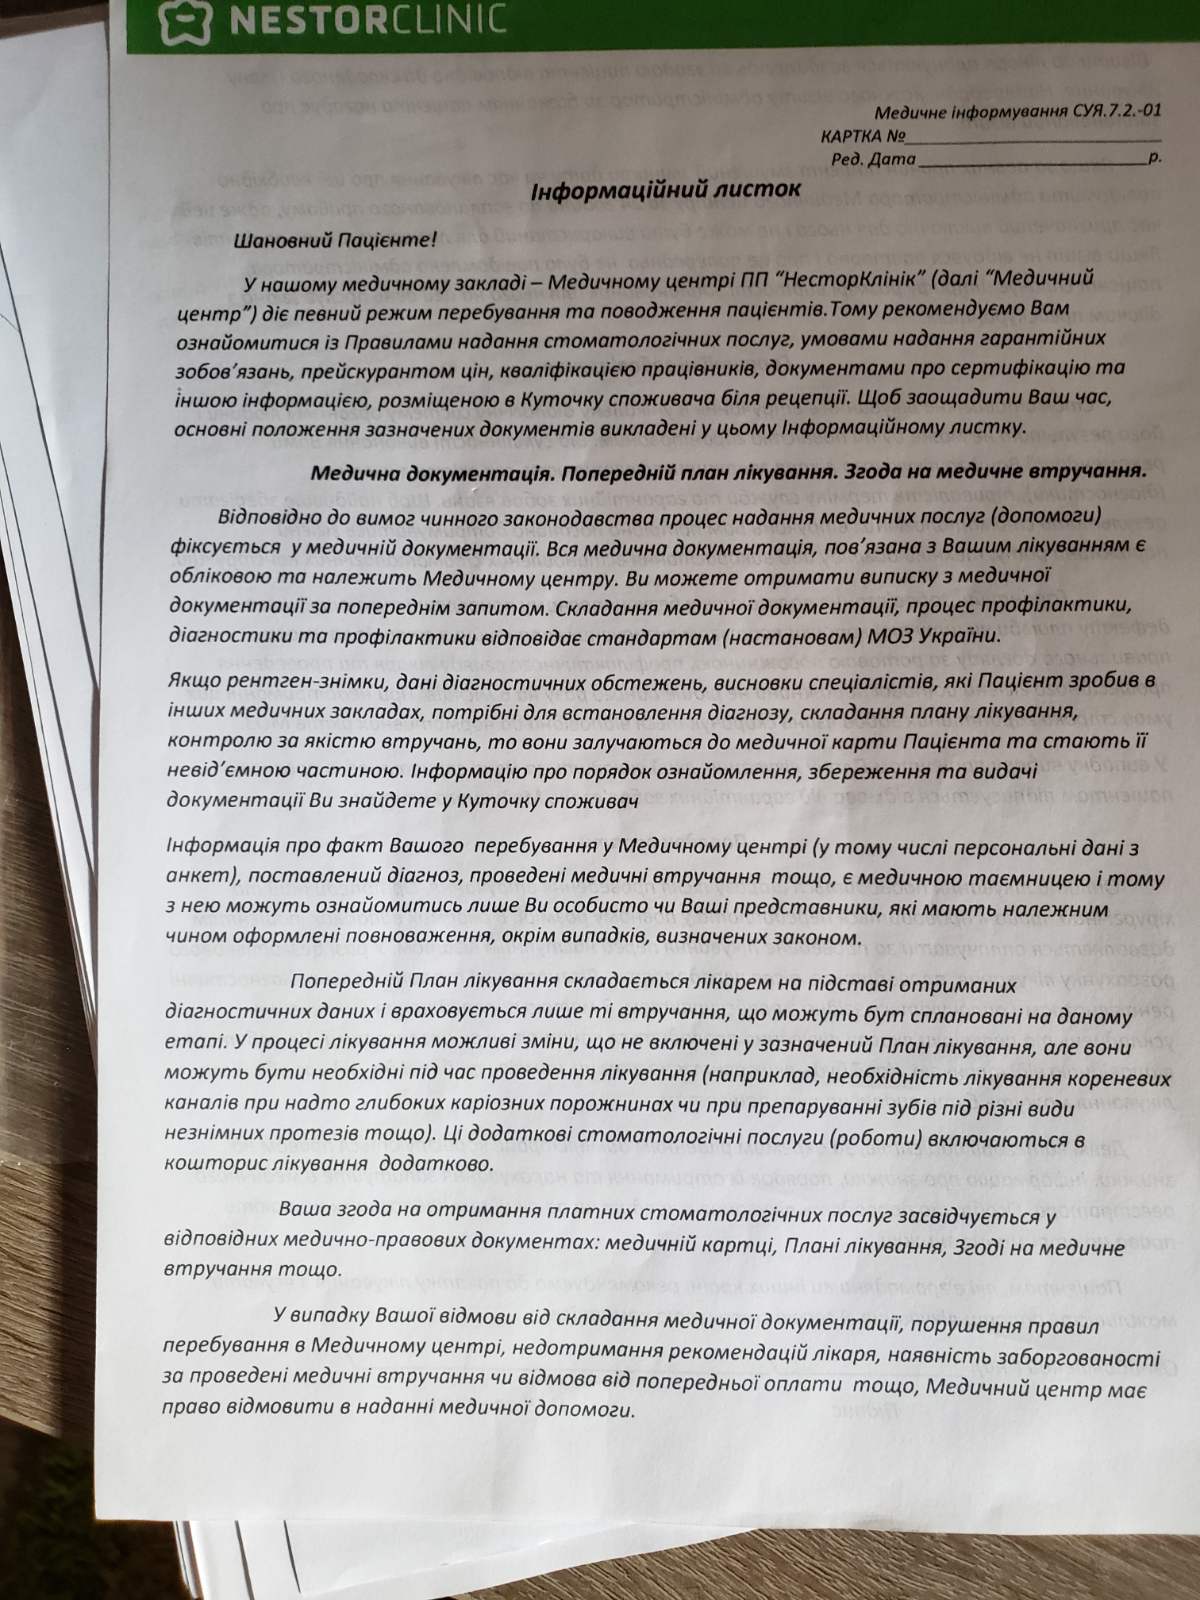 NESTORCLINIC
Медичне інформування СУЯ.7.2.-01
КАРТКА №
Ред. Дата р.
Інформаційний листок
Шановний Пацієнте!
У нашому медичному закладі – Медичному центрі ПП “НесторКлінік” (далі “Медичний
центр”) діє певний режим перебування та поводження пацієнтів.Тому рекомендуємо Вам
ознайомитися із Правилами надання стоматологічних послуг, умовами надання гарантійних
зобов’язань, прейскурантом цін, кваліфікацією працівників, документами про сертифікацію та
іншою інформацією, розміщеною в Куточку споживача біля рецепції. Щоб заощадити Ваш час,
основні положення зазначених документів викладені у цьому Інформаційному листку.
Медична документація. Попередній план лікування. Згода на медичне втручання.
Відповідно до вимог чинного законодавства процес надання медичних послуг (допомоги)
фіксується у медичній документації. Вся медична документація, пов’язана з Вашим лікуванням є
обліковою та належить Медичному центру. Ви можете отримати виписку з медичної
документації за попереднім запитом. Складання медичної документації, процес профілактики,
діагностики та профілактики відповідає стандартам (настановам) МОЗ України.
Якщо рентген-знімки, дані діагностичних обстежень, висновки спеціалістів, які Пацієнт зробив в
інших медичних закладах, потрібні для встановлення діагнозу, складання плану лікування,
контролю за якістю втручань, то вони залучаються до медичної карти Пацієнта та стають її
невід’ємною частиною. Інформацію про порядок ознайомлення, збереження та видачі
документації Ви знайдете у Куточку споживач
Інформація про факт Вашого перебування у Медичному центрі (у тому числі персональні дані з
анкет), поставлений діагноз, проведені медичні втручання тощо, є медичною таємницею і тому
з нею можуть ознайомитись лише Ви особисто чи Ваші представники, які мають належним
чином оформлені повноваження, окрім випадків, визначених законом.
Попередній План лікування складається лікарем на підставі отриманих
діагностичних даних і враховується лише ті втручання, що можуть бут сплановані на даному
етапі. У процесі лікування можливі зміни, що не включені у зазначений План лікування, але вони
можуть бути необхідні під час проведення лікування (наприклад, необхідність лікування кореневих
каналів при надто глибоких каріозних порожнинах чи при препаруванні зубів під різні види
незнімних протезів тощо). Ці додаткові стоматологічні послуги (роботи) включаються в
кошторис лікування додатково.
Ваша згода на отримання платних стоматологічних послуг засвідчується у
відповідних медично-правових документах: медичній картці, Плані лікування, Згоді на медичне
втручання тощо.
У випадку Вашої відмови від складання медичної документації, порушення правил
перебування в Медичному центрі, недотримання рекомендацій лікаря, наявність заборгованості
за проведені медичні втручання чи відмова від попередньої оплати тощо, Медичний центр має
право відмовити в наданні медичної допомоги.